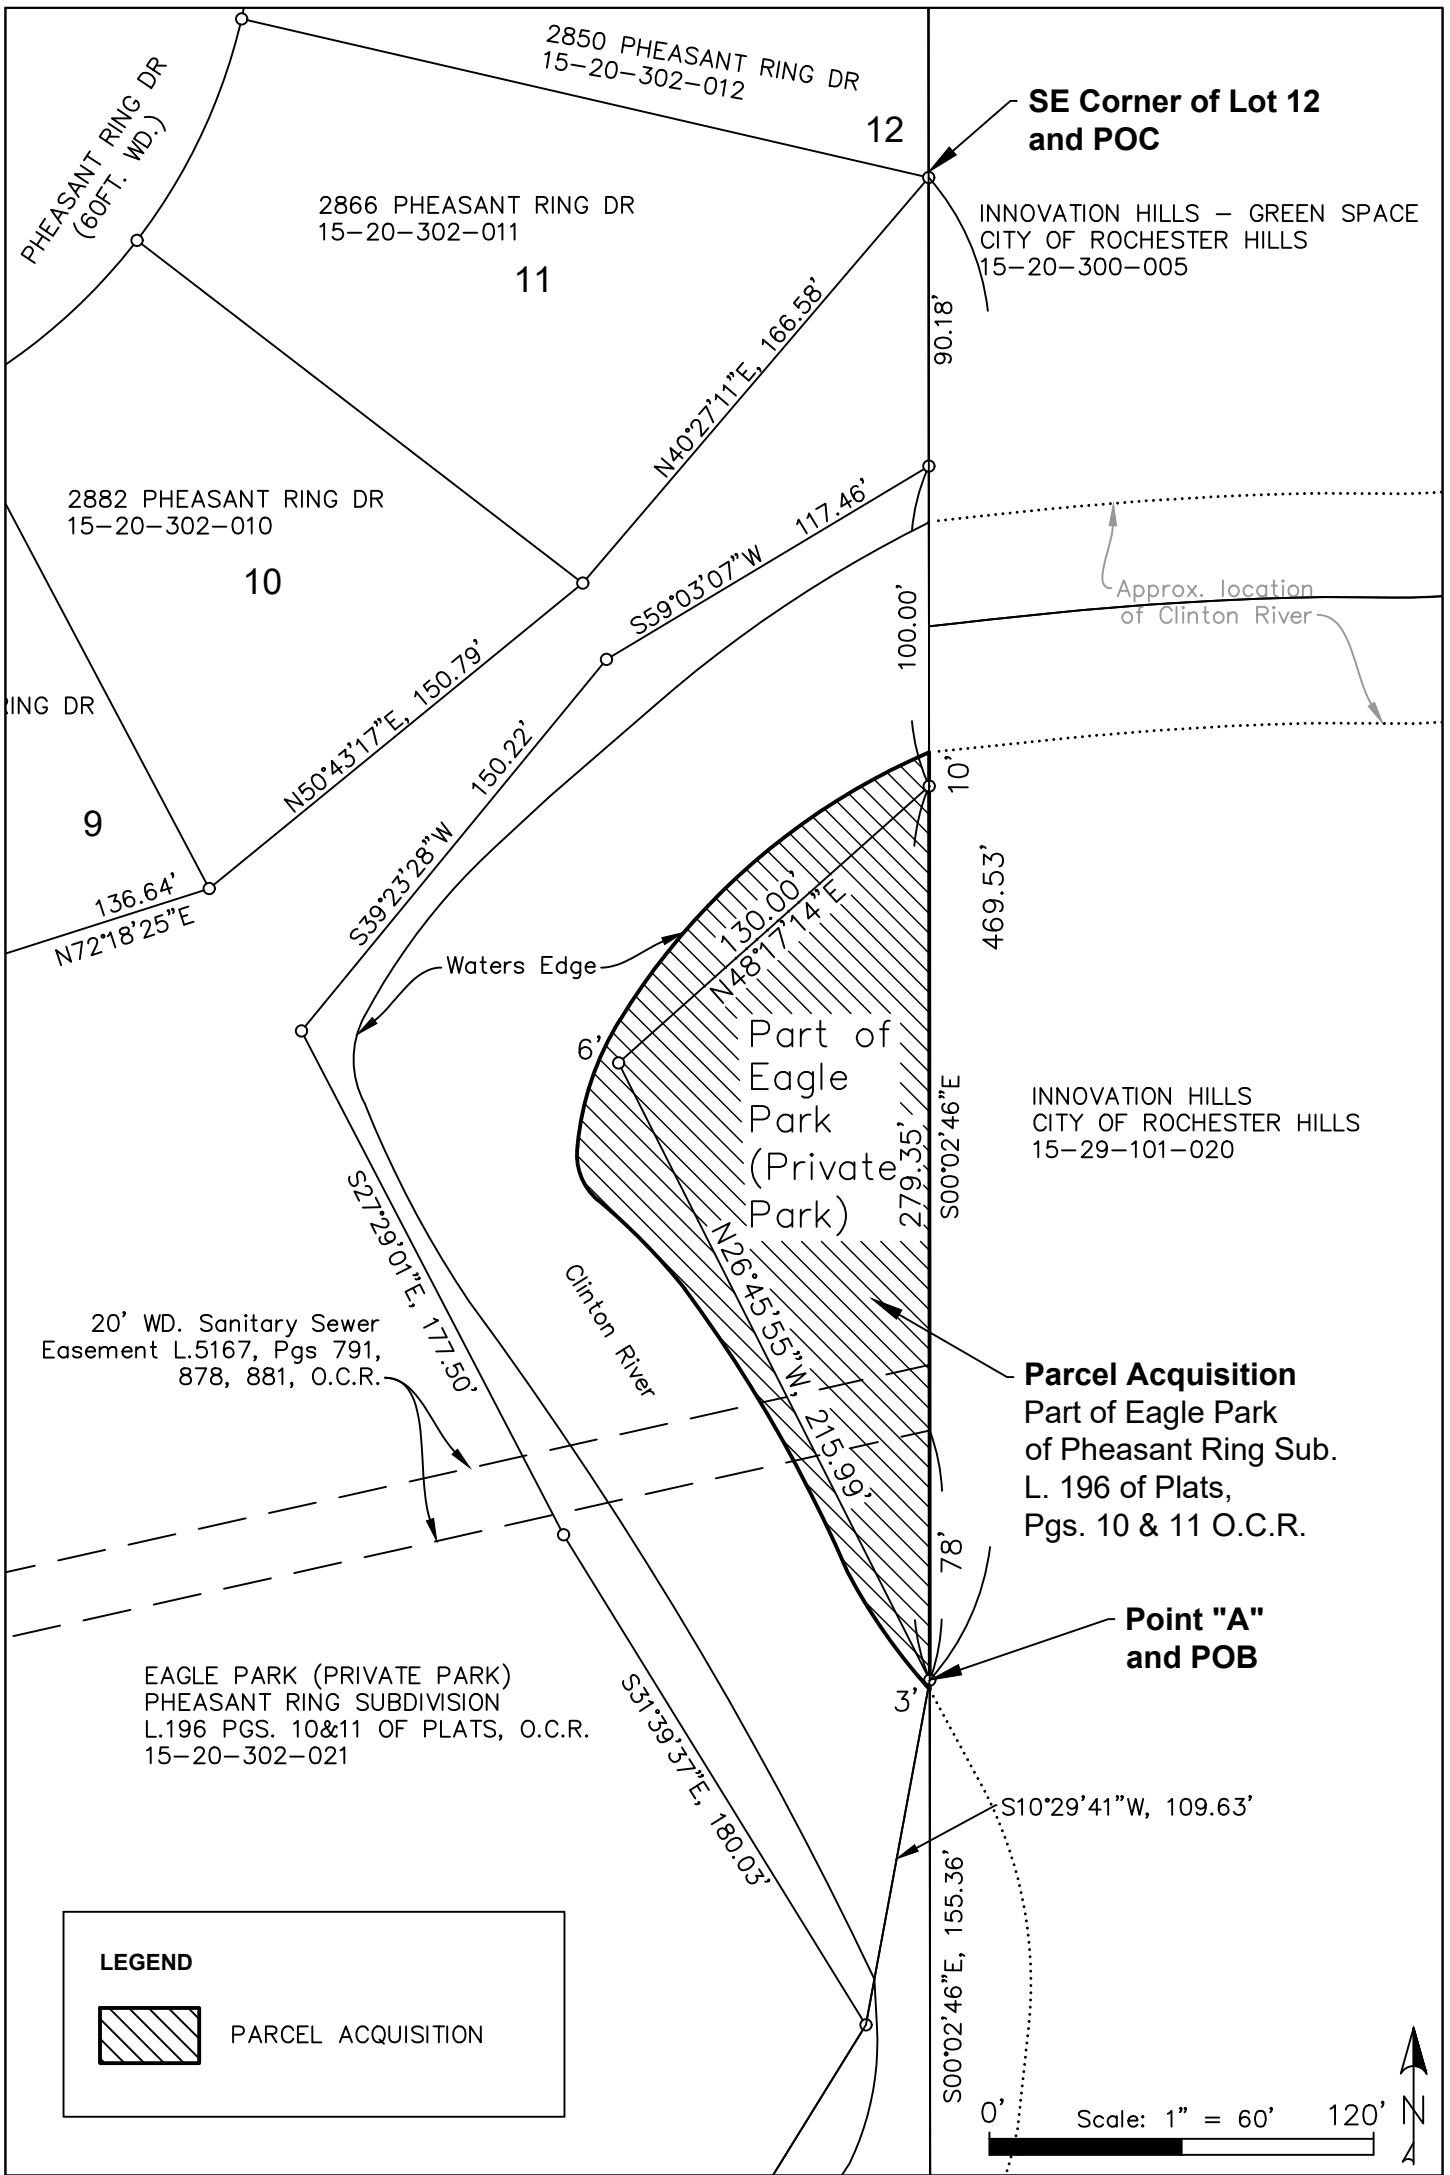 2850 PHEASANT RING DR
15-20-302-012
12
SE Corner of Lot 12
and POC
PHEASANT RING DR
(60FT. WD.)
2866 PHEASANT RING DR
15-20-302-011
11
INNOVATION HILLS - GREEN SPACE
CITY OF ROCHESTER HILLS
15-20-300-005
90.18'
N40°27'11"E, 166.58'
2882 PHEASANT RING DR
15-20-302-010
10
S59°03'07"W 117.46'
100.00'
Approx. location
of Clinton River
RING DR
N50°43'17"E, 150.79'
9
136.64'
N72°18'25"E
S39°23'28"W 150.22'
10'
469.53'
Waters Edge
130.00'
N48°17'14"E
6'
Part of
Eagle
Park
(Private
Park)
279.35'
S00°02'46"E
INNOVATION HILLS
CITY OF ROCHESTER HILLS
15-29-101-020
S27°29'01"E, 177.50'
Clinton River
N26°45'55"W, 215.99'
20' WD. Sanitary Sewer
Easement L.5167, Pgs 791,
878, 881, O.C.R.
Parcel Acquisition
Part of Eagle Park
of Pheasant Ring Sub.
L. 196 of Plats,
Pgs. 10 & 11 O.C.R.
78'
Point "A"
and POB
3'
EAGLE PARK (PRIVATE PARK)
PHEASANT RING SUBDIVISION
L.196 PGS. 10&11 OF PLATS, O.C.R.
15-20-302-021
S31°39'37"E, 180.03'
S10°29'41"W, 109.63'
S00°02'46"E, 155.36'
LEGEND
PARCEL ACQUISITION
0' Scale: 1" = 60' 120'
N